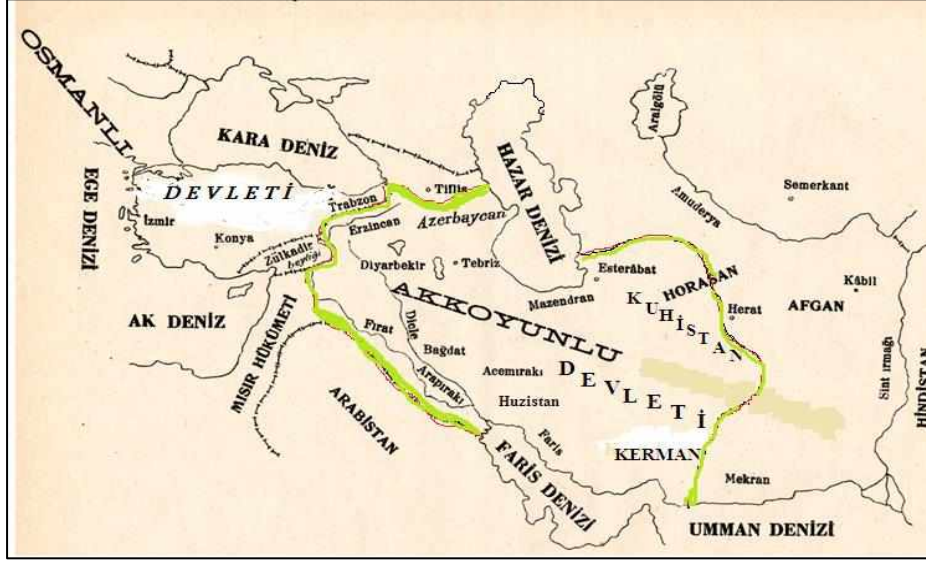 OSMANLI
DEVLETİ
KARA DENİZ
EGE DENİZİ
İzmir
Konya
Zülkadir
beyliği
Trabzon
Erzincan
Tiflis
Azerbaycan
HAZAR DENİZİ
Aralgölü
Amuderya
Semerkant
Diyarbekir
Tebriz
Esterâbat
Mazendran
HORASAN
KUHİSTAN
Herat
AFGAN
Kâbil
AK DENİZ
MISIR HÜKÛMETİ
AKKOYUNLU
DEVLETİ
Fırat
Dicle
Bağdat
Arapırakı
Acemırakı
Huzistan
ARABİSTAN
Faris
FARİS DENİZİ
KERMAN
Mekran
UMMAN DENİZİ
Sint ırmağı
HİNDİSTAN